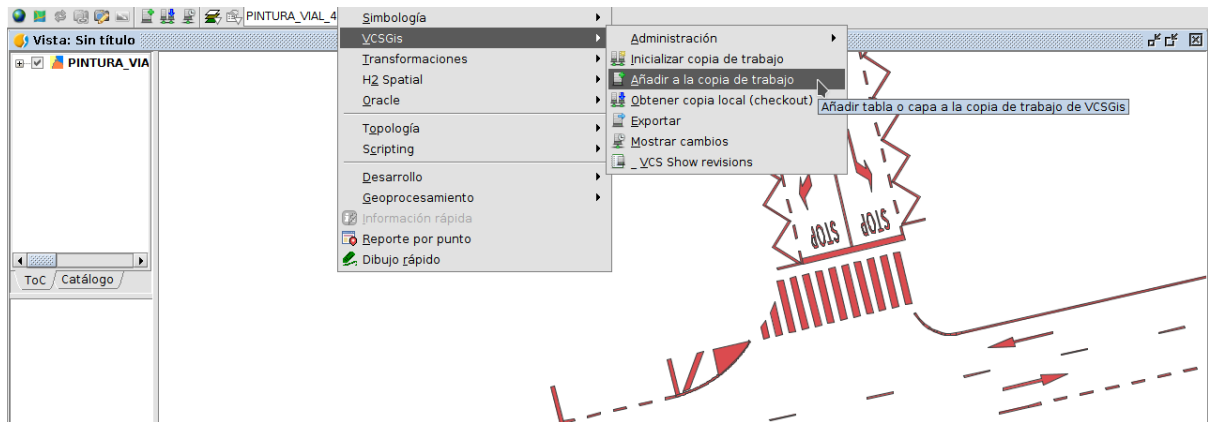 PINTURA_VIAL_4
Vista: Sin título
PINTURA_VIA
ToC
Catálogo
Simbología
VCSGis
Transformaciones
H2 Spatial
Oracle
Topología
Scripting
Desarrollo
Geoprocesamiento
Información rápida
Reporte por punto
Dibujo rápido
Administración
Inicializar copia de trabajo
Añadir a la copia de trabajo
Obtener copia local (checkout)
Exportar
Mostrar cambios
_VCS Show revisions
Añadir tabla o capa a la copia de trabajo de VCSGis
STOP
STOP